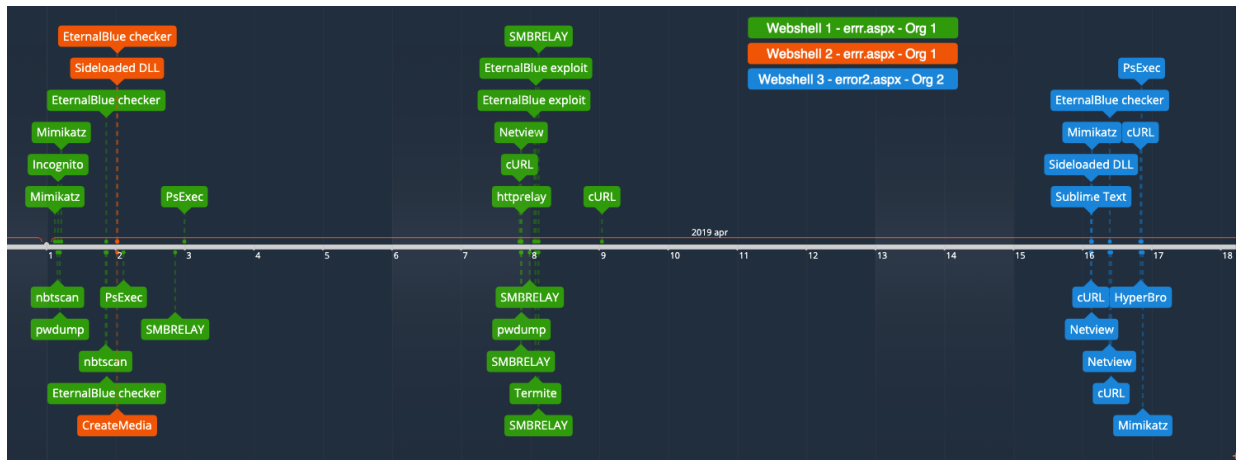 EternalBlue checker
SMBRELAY
Webshell 1 - errr.aspx - Org 1
Sideloaded DLL
EternalBlue exploit
Webshell 2 - errr.aspx - Org 1
PsExec
Webshell 3 - error2.aspx - Org 2
EternalBlue checker
EternalBlue exploit
EternalBlue checker
Mimikatz
Netview
Mimikatz
cURL
Incognito
cURL
Sideloaded DLL
Mimikatz
PsExec
httprelay
cURL
Sublime Text
2019 apr
1 2 3 4 5 6 7 8 9 10 11 12 13 14 15 16 17 18
nbtscan
PsExec
SMBRELAY
cURL
HyperBro
pwdump
SMBRELAY
pwdump
Netview
nbtscan
SMBRELAY
Netview
EternalBlue checker
Termite
cURL
CreateMedia
SMBRELAY
Mimikatz